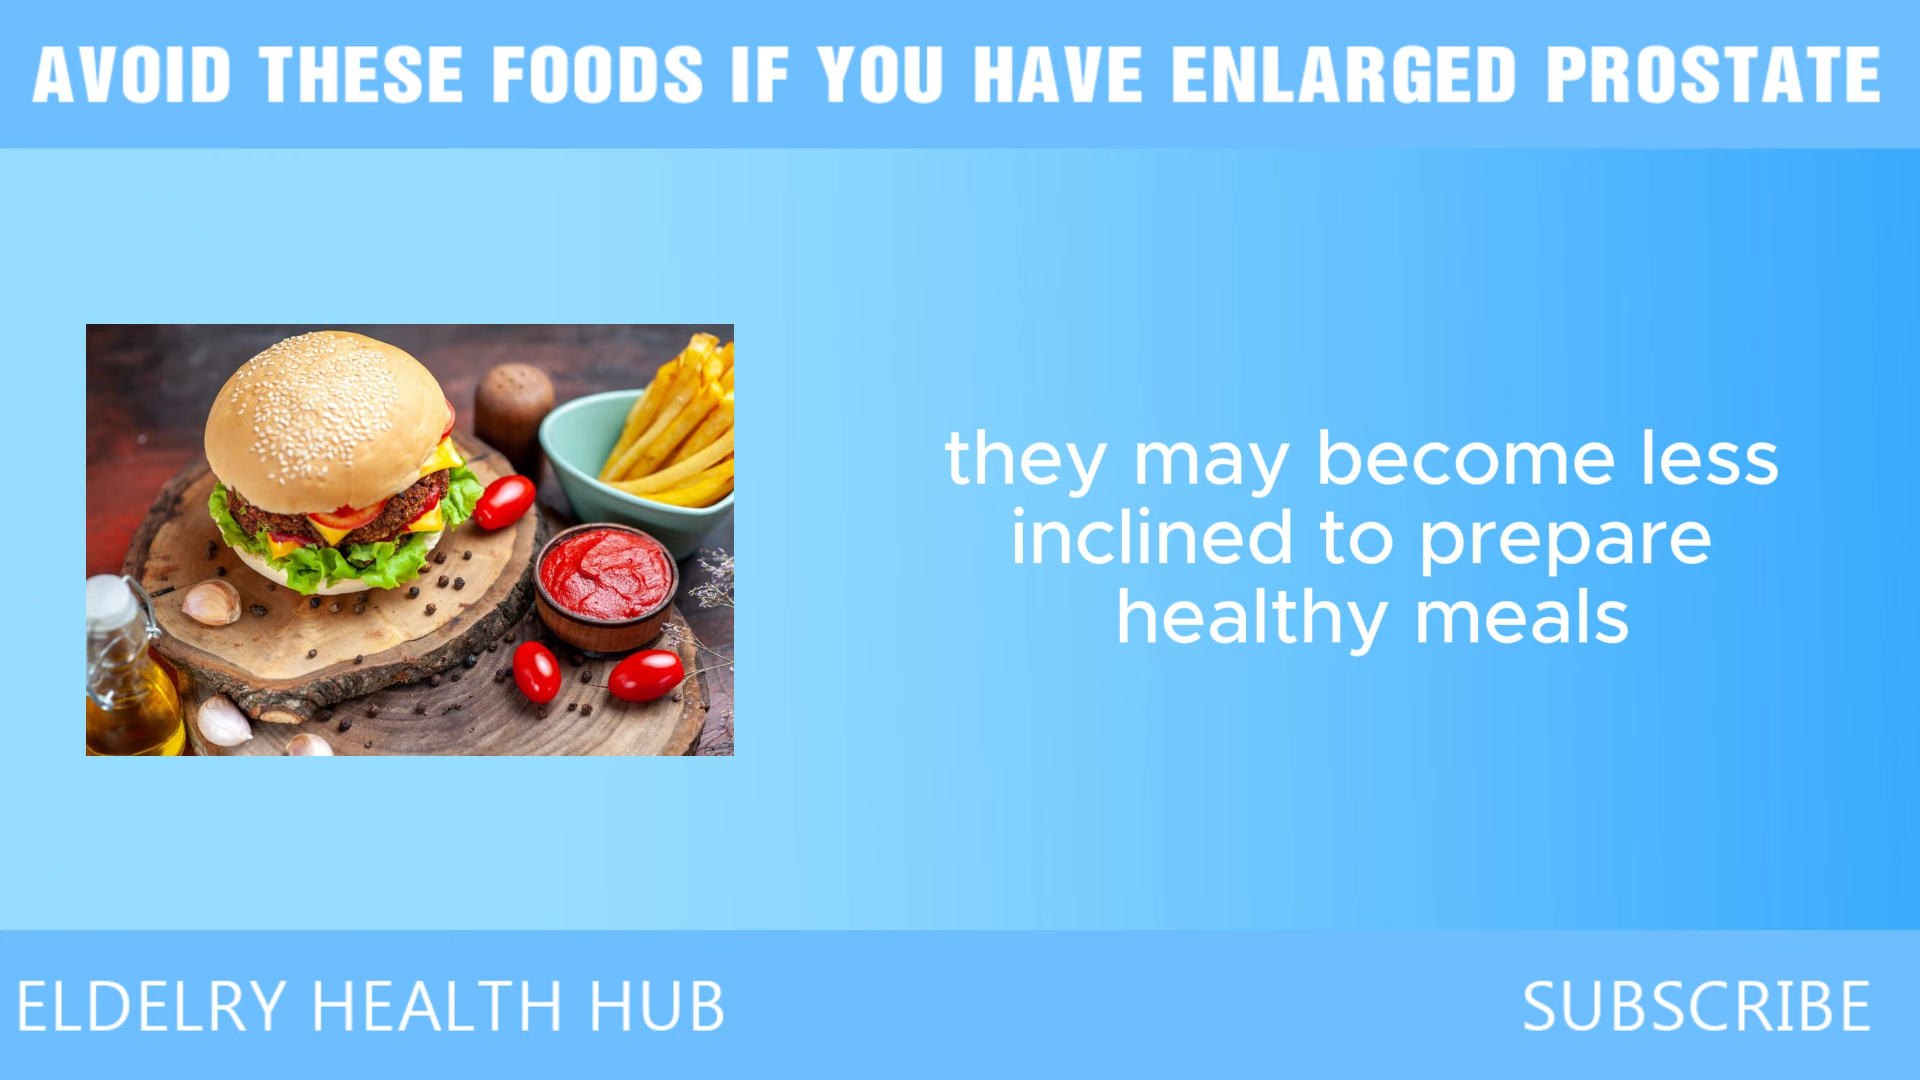 AVOID THESE FOODS IF YOU HAVE ENLARGED PROSTATE
they may become less
inclined to prepare
healthy meals
ELDELRY HEALTH HUB
SUBSCRIBE